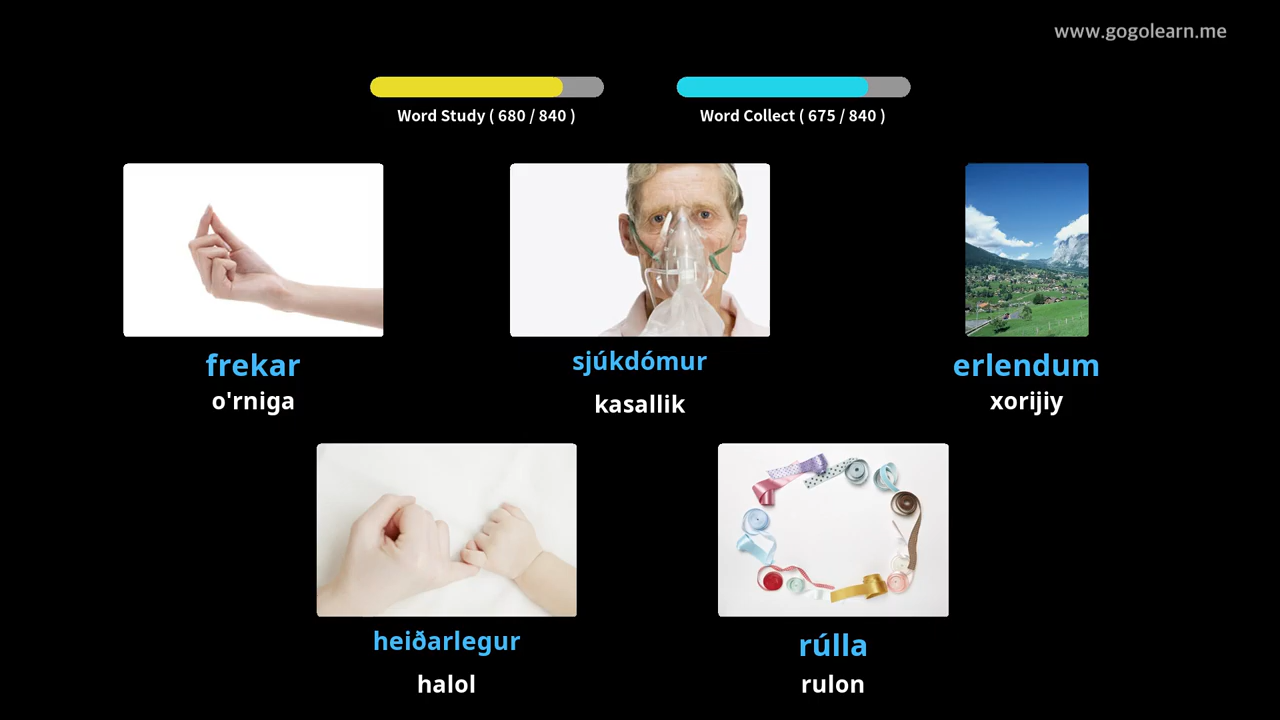 www.gogolearn.me
Word Study ( 680 / 840 )
Word Collect ( 675 / 840 )
frekar
o'rniga
sjúkdómur
kasallik
erlendum
xorijiy
heiðarlegur
halol
rúlla
rulon